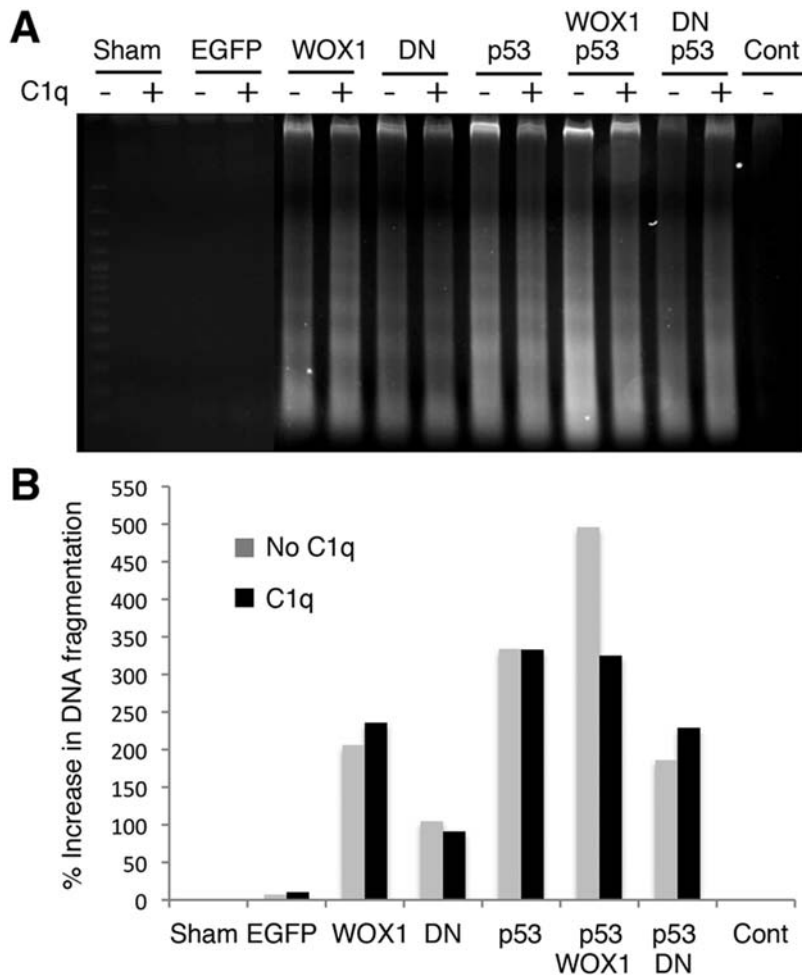 A
Sham EGFP WOX1 DN p53 WOX1 p53 DN p53 Cont
C1q - + - + - + - + - + - + - + -
B
% Increase in DNA fragmentation
550
500
450
400
350
300
250
200
150
100
50
0
No C1q
C1q
Sham EGFP WOX1 DN p53 p53 p53 Cont
WOX1 DN